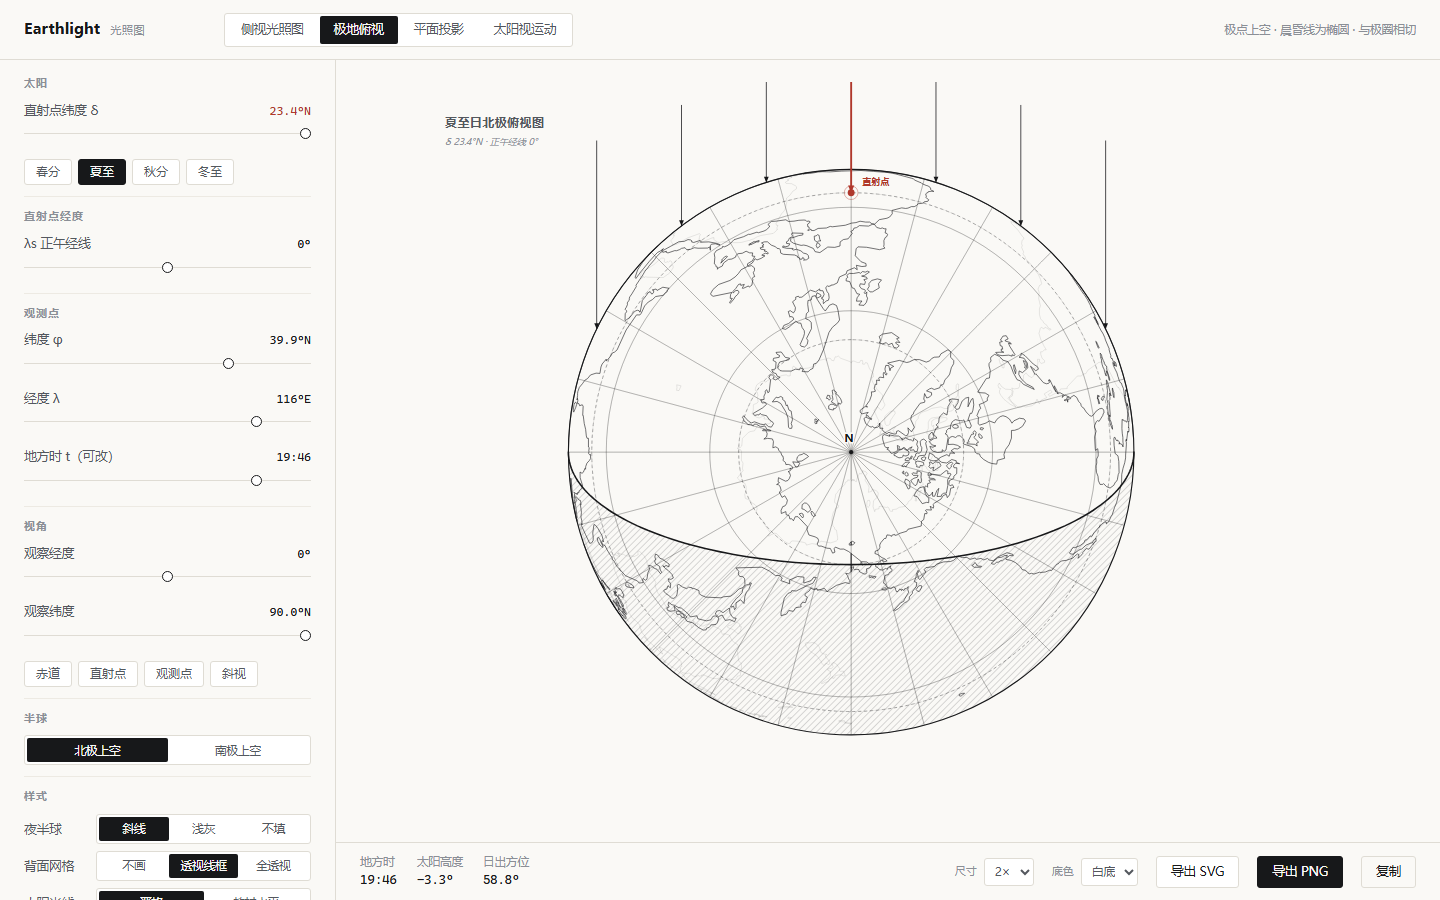 Earthlight 光照图
侧视光照图 极地俯视 平面投影 太阳视运动
极点上空 · 晨昏线为椭圆 · 与极圈相切
太阳
直射点纬度 δ 23.4°N
春分 夏至 秋分 冬至
直射点经度
λs 正午经线 0°
观测点
纬度 φ 39.9°N
经度 λ 116°E
地方时 t（可改） 19:46
视角
观察经度 0°
观察纬度 90.0°N
赤道 直射点 观测点 斜视
半球
北极上空 南极上空
样式
夜半球 斜线 浅灰 不填
背面网格 不画 透视线框 全透视
夏至日北极俯视图
δ 23.4°N · 正午经线 0°
直射点
N
地方时 太阳高度 日出方位
19:46 −3.3° 58.8°
尺寸 2× 底色 白底 导出 SVG 导出 PNG 复制